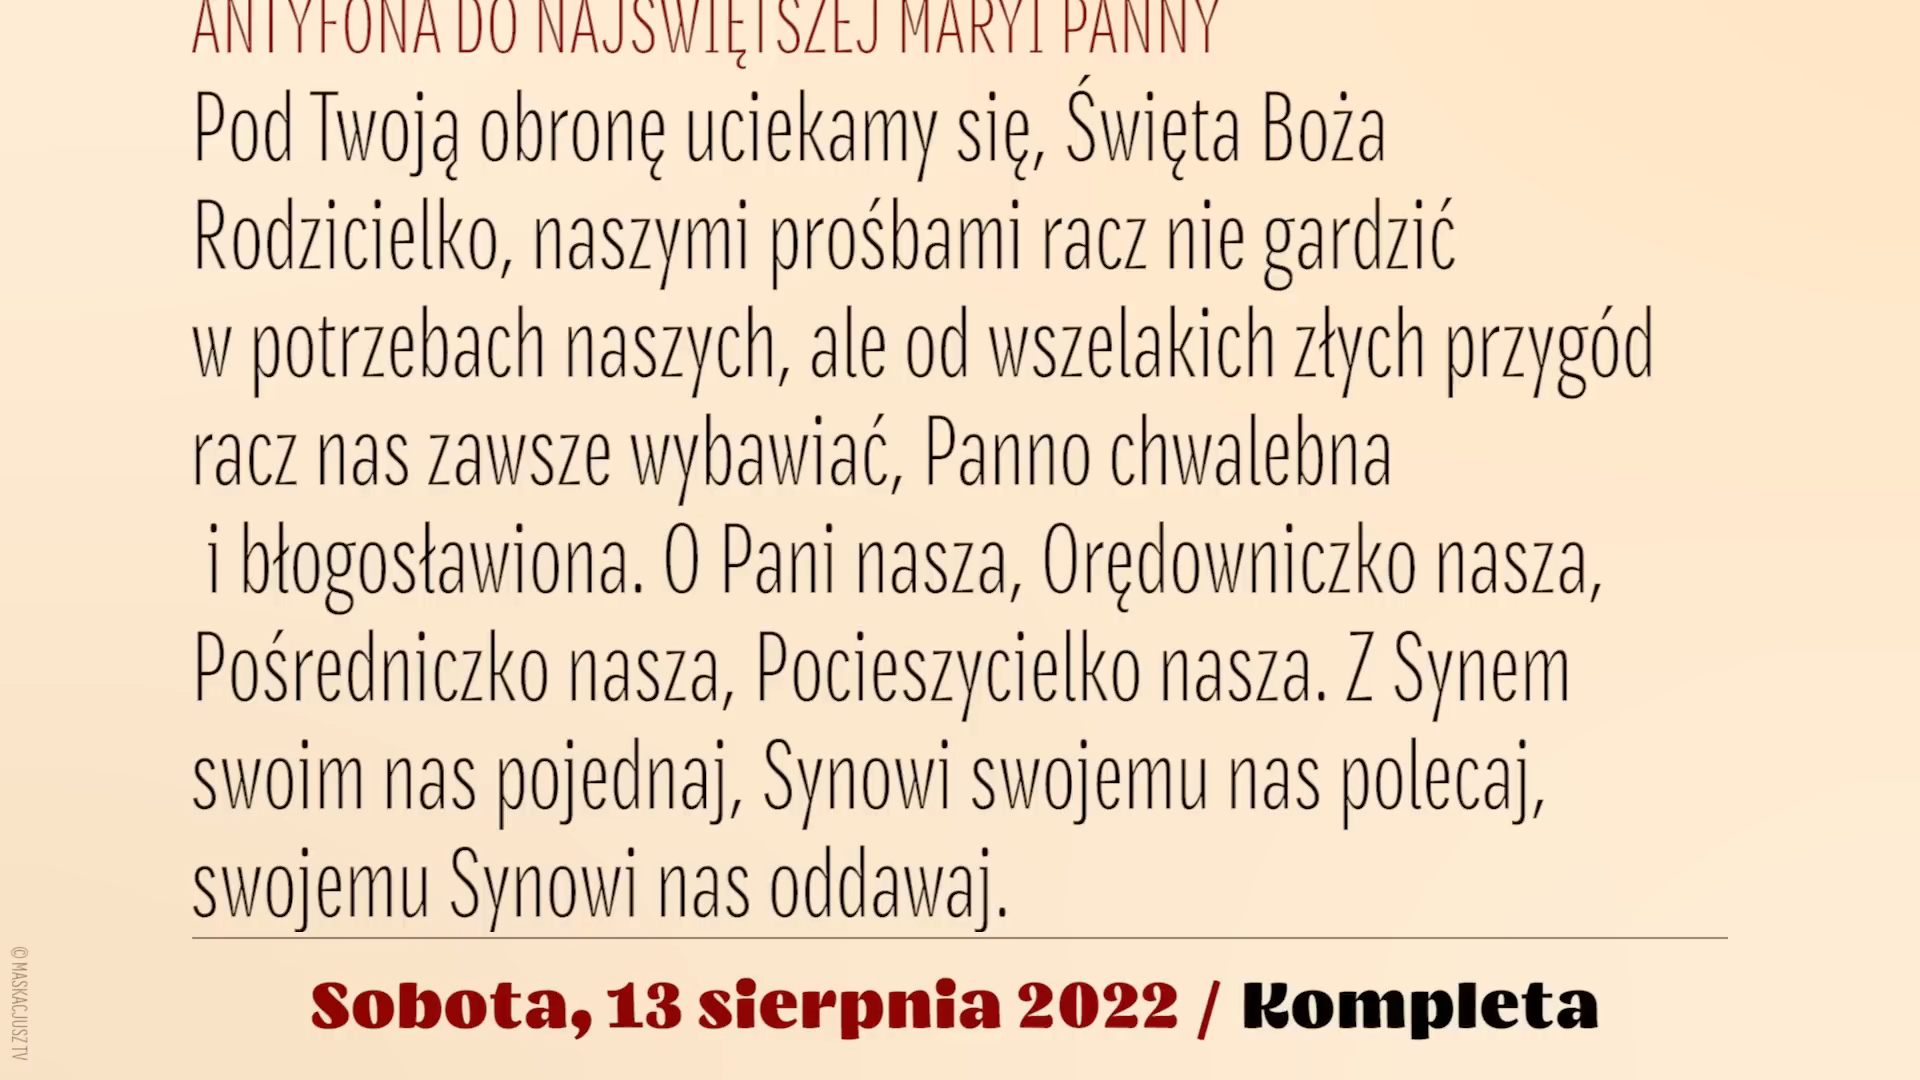 ANTYFONA DO NAJŚWIĘTSZEJ MARYI PANNY
Pod Twoją obronę uciekamy się, Święta Boża
Rodzicielko, naszymi prośbami racz nie gardzić
w potrzebach naszych, ale od wszelakich złych przygód
racz nas zawsze wybawiać, Panno chwalebna
i błogosławiona. O Pani nasza, Orędowniczko nasza,
Pośredniczko nasza, Pocieszycielko nasza. Z Synem
swoim nas pojednaj, Synowi swojemu nas polecaj,
swojemu Synowi nas oddawaj.
Sobota, 13 sierpnia 2022 / Kompleta
© MASKACJUSZ TV